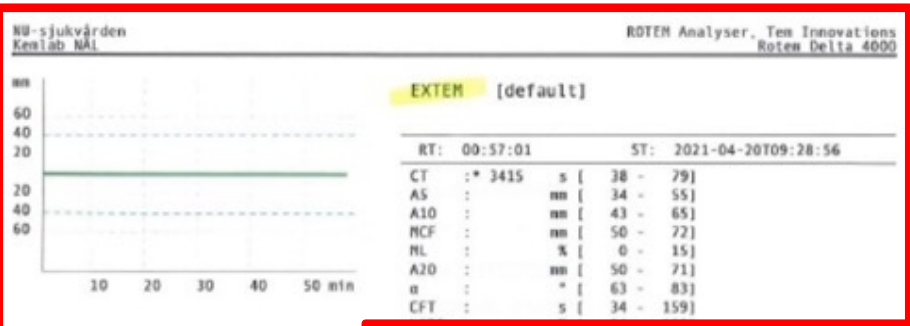 NU-sjukvården
Kemlab NÄL
ROTEM Analyser, Tem Innovations
Rotem Delta 4000
mm
60
40
20
20
40
60
10 20 30 40 50 min
EXTEM [default]
RT: 00:57:01 ST: 2021-04-20T09:28:56
CT :* 3415 s [ 38 - 79]
A5 : mm [ 34 - 55]
A10 : mm [ 43 - 65]
MCF : mm [ 50 - 72]
ML : % [ 0 - 15]
A20 : mm [ 50 - 71]
α : ° [ 63 - 83]
CFT : s [ 34 - 159]